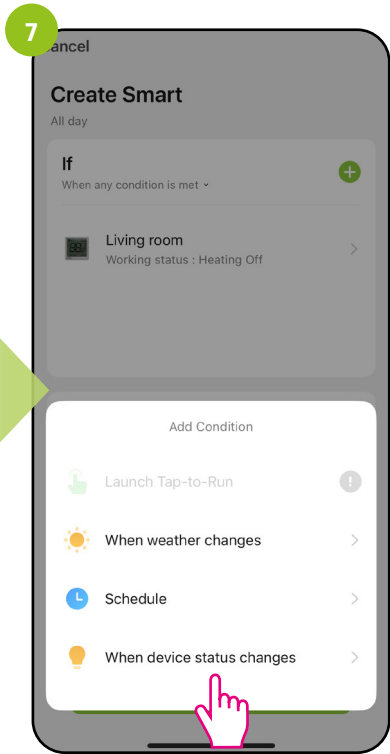 7
ancel
Create Smart
All day
If
When any condition is met
Living room
Working status : Heating Off
Add Condition
Launch Tap-to-Run
When weather changes
Schedule
When device status changes